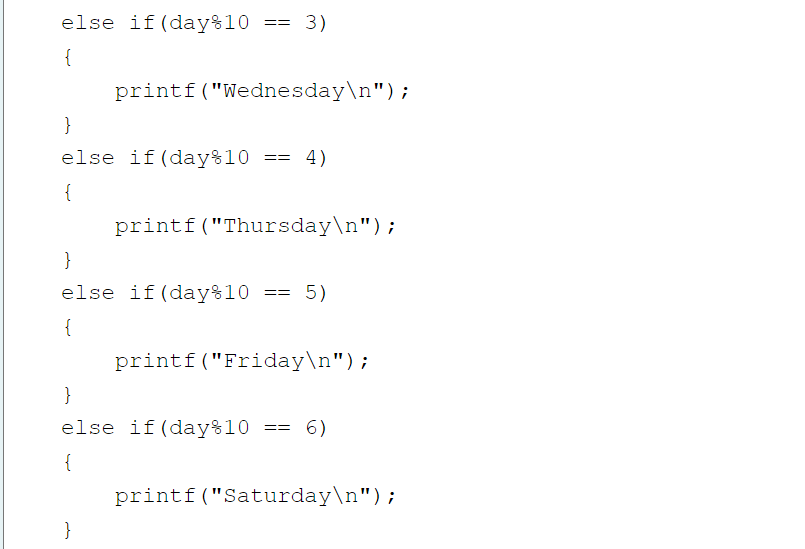 else if(day%10 == 3)
{
    printf("Wednesday\n");
}
else if(day%10 == 4)
{
    printf("Thursday\n");
}
else if(day%10 == 5)
{
    printf("Friday\n");
}
else if(day%10 == 6)
{
    printf("Saturday\n");
}